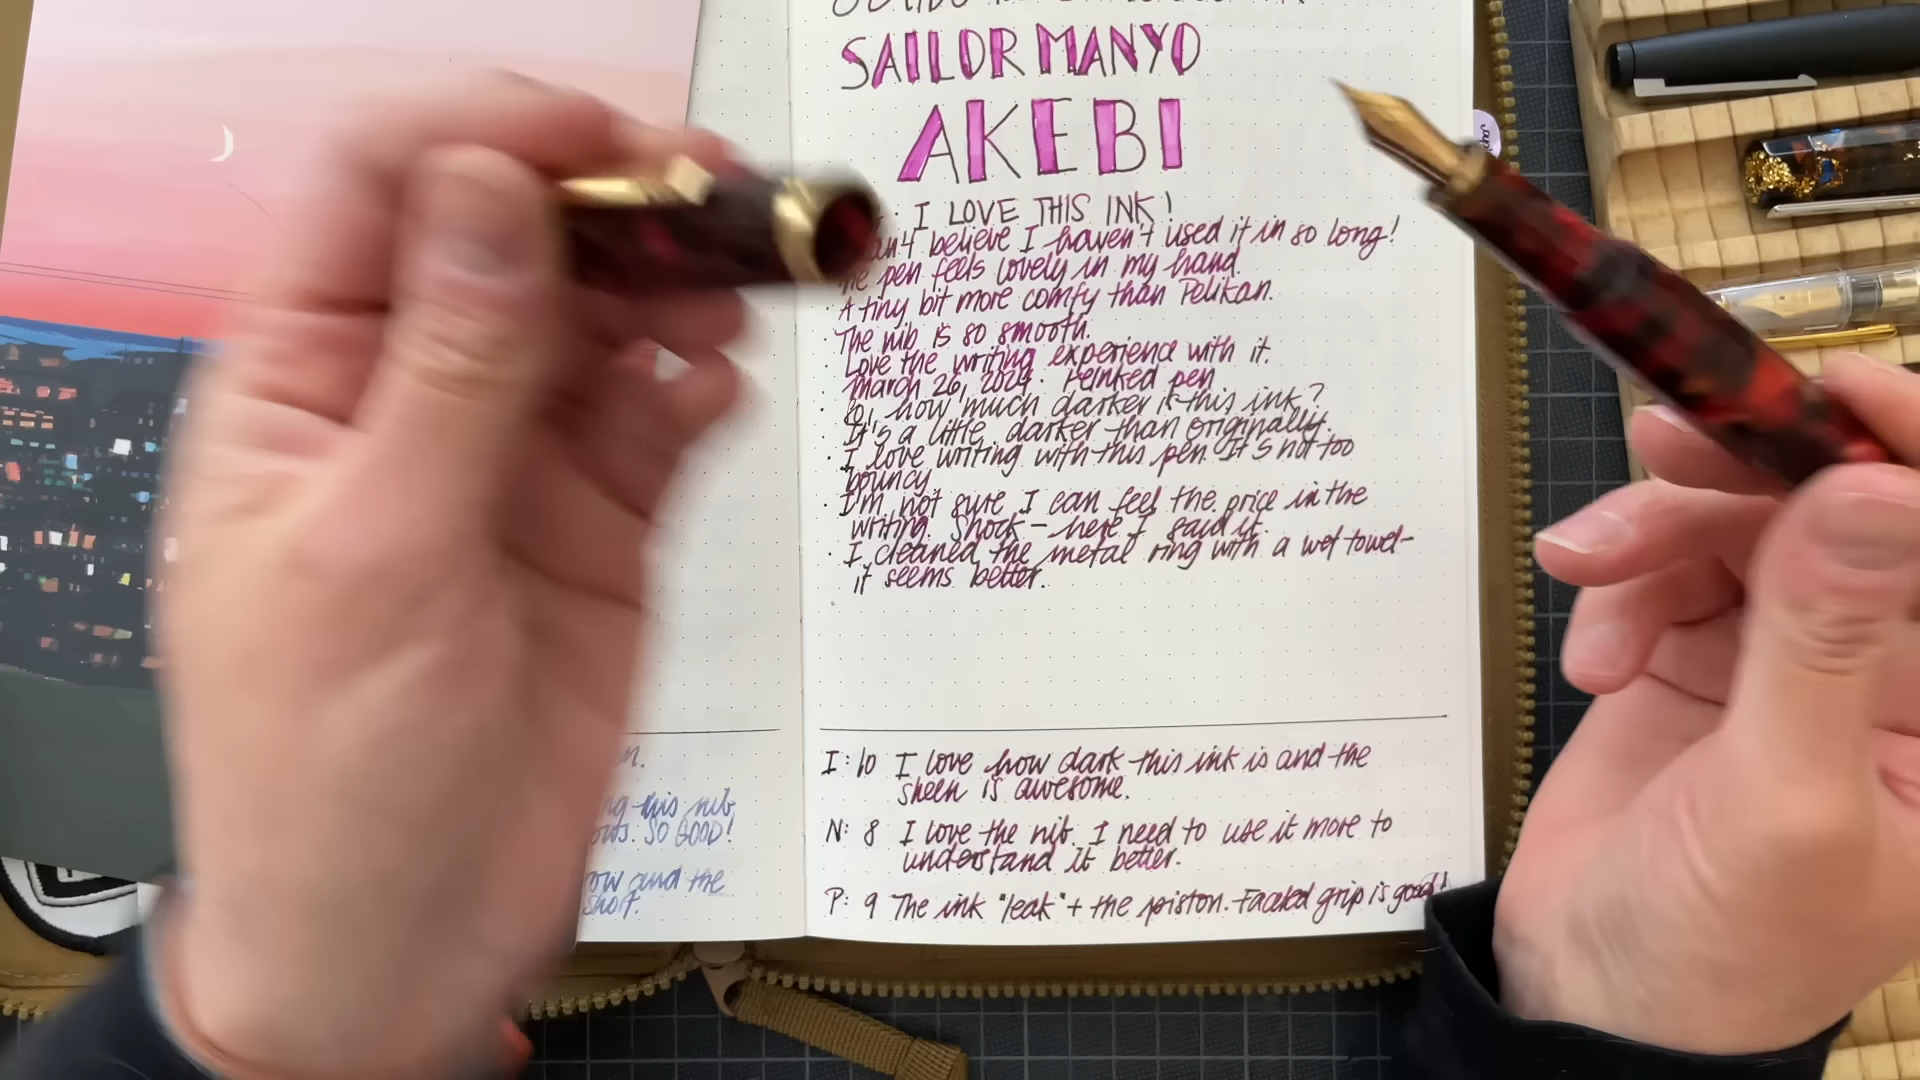 SAILOR MANYO
AKEBI
I LOVE THIS INK!
believe I haven't used it in so long!
pen feels lovely in my hand.
A tiny bit more comfy than Pelikan.
The nib is so smooth.
Love the writing experience with it.
March 26, 2024. reinked pen
So, how much darker is this ink?
It's a little darker than originally.
I love writing with this pen. It's not too
bouncy.
I'm not sure I can feel the price in the
writing. Shock - here I said it.
I cleaned the metal ring with a wet towel -
it seems better.
I: 10 I love how dark this ink is and the
sheen is awesome.
N: 8 I love the nib. I need to use it more to
understand it better.
P: 9 The ink "leak" + the piston. Faceted grip is good!
this nib
SO GOOD!
and the
short.